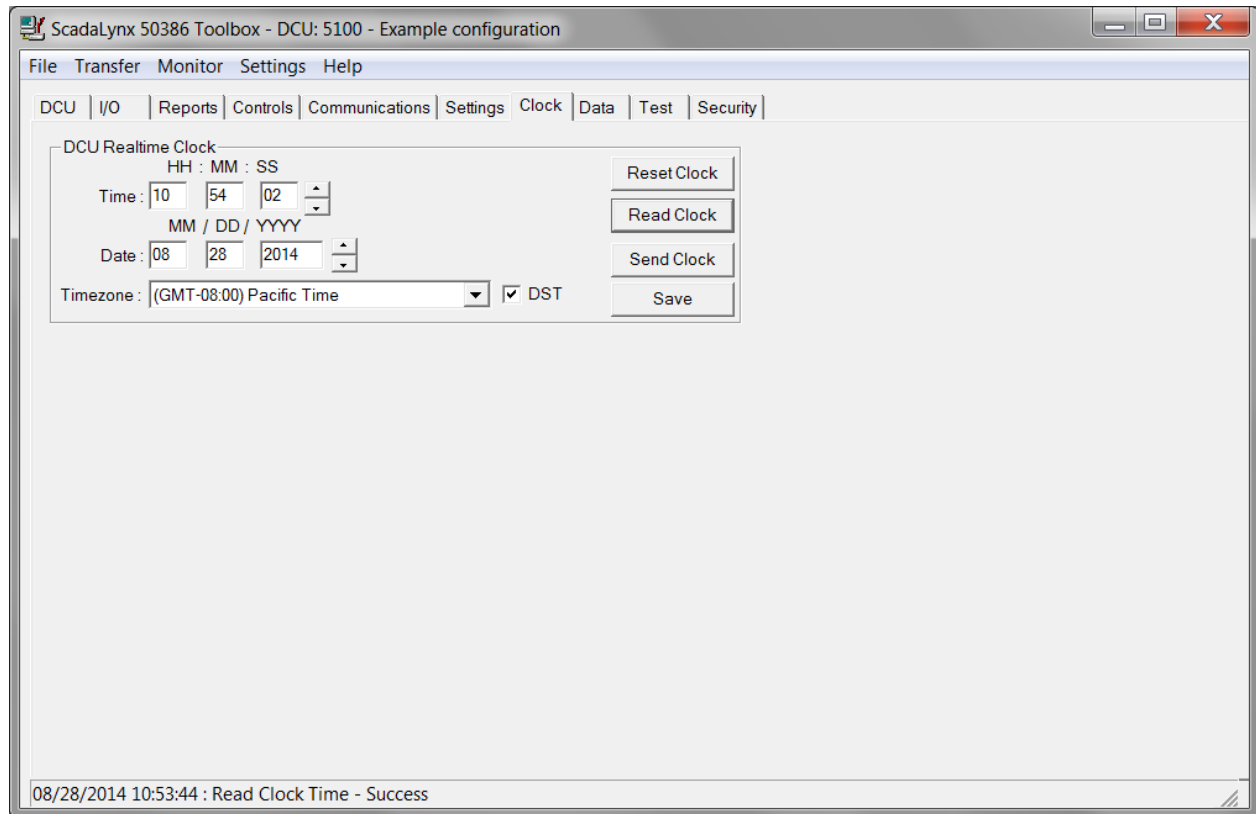 ScadaLynx 50386 Toolbox - DCU: 5100 - Example configuration
File Transfer Monitor Settings Help
DCU I/O Reports Controls Communications Settings Clock Data Test Security
DCU Realtime Clock
HH : MM : SS
Reset Clock
Time : 10 54 02
Read Clock
MM / DD / YYYY
Date : 08 28 2014
Send Clock
Timezone : (GMT-08:00) Pacific Time DST
Save
08/28/2014 10:53:44 : Read Clock Time - Success